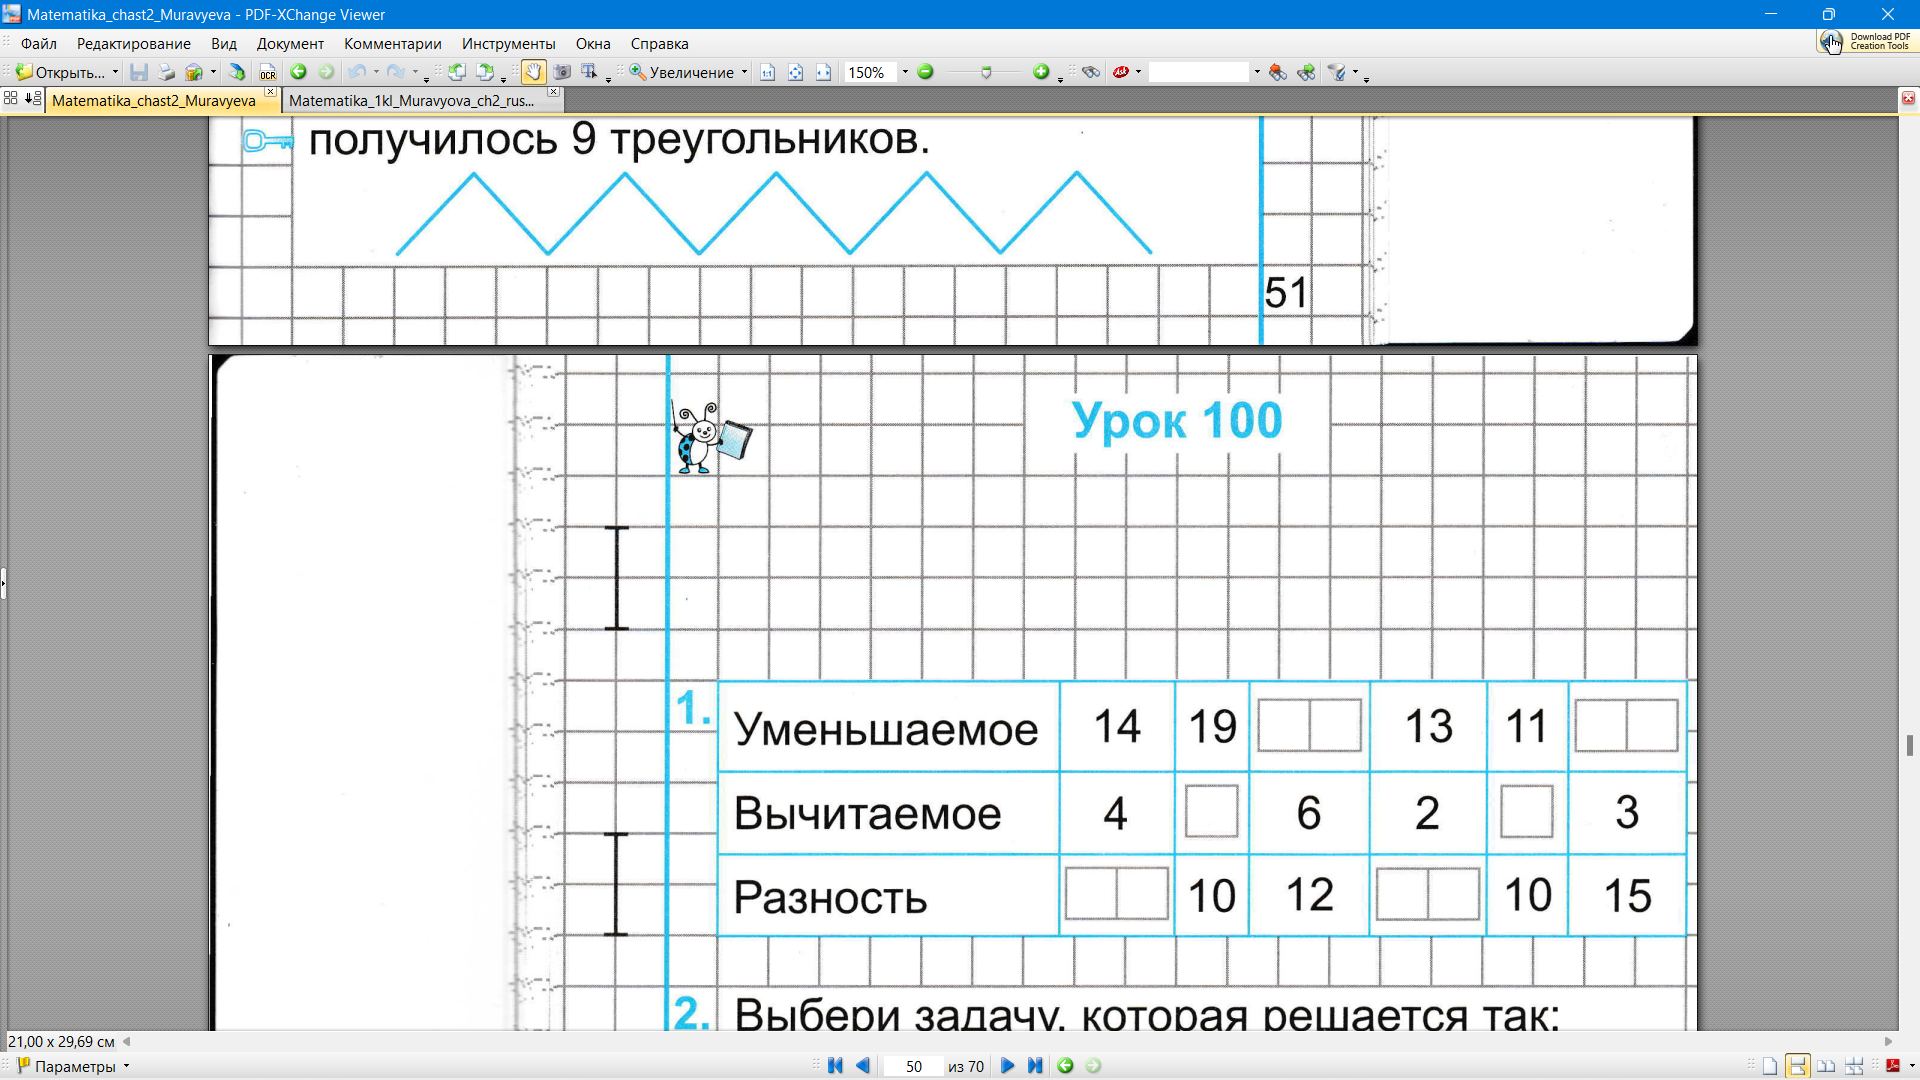 Matematika_chast2_Muravyeva - PDF-XChange Viewer
Файл Редактирование Вид Документ Комментарии Инструменты Окна Справка
Download PDF
Creation Tools
Открыть... OCR Увеличение 1:1 150%
Matematika_chast2_Muravyeva Matematika_1kl_Muravyova_ch2_rus...
получилось 9 треугольников.
51
Урок 100
1.
Уменьшаемое 14 19 13 11
Вычитаемое 4 6 2 3
Разность 10 12 10 15
2. Выбери задачу, которая решается так:
21,00 x 29,69 см
Параметры 50 из 70